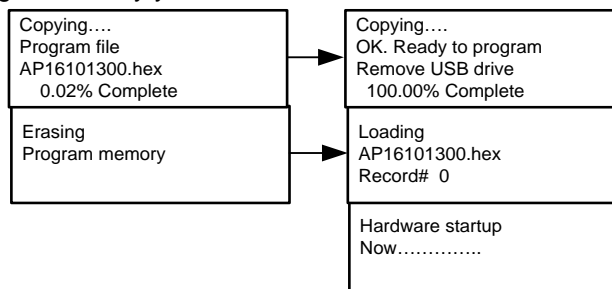 Copying....
Program file
AP16101300.hex
0.02% Complete
Copying....
OK. Ready to program
Remove USB drive
100.00% Complete
Erasing
Program memory
Loading
AP16101300.hex
Record# 0
Hardware startup
Now…………..